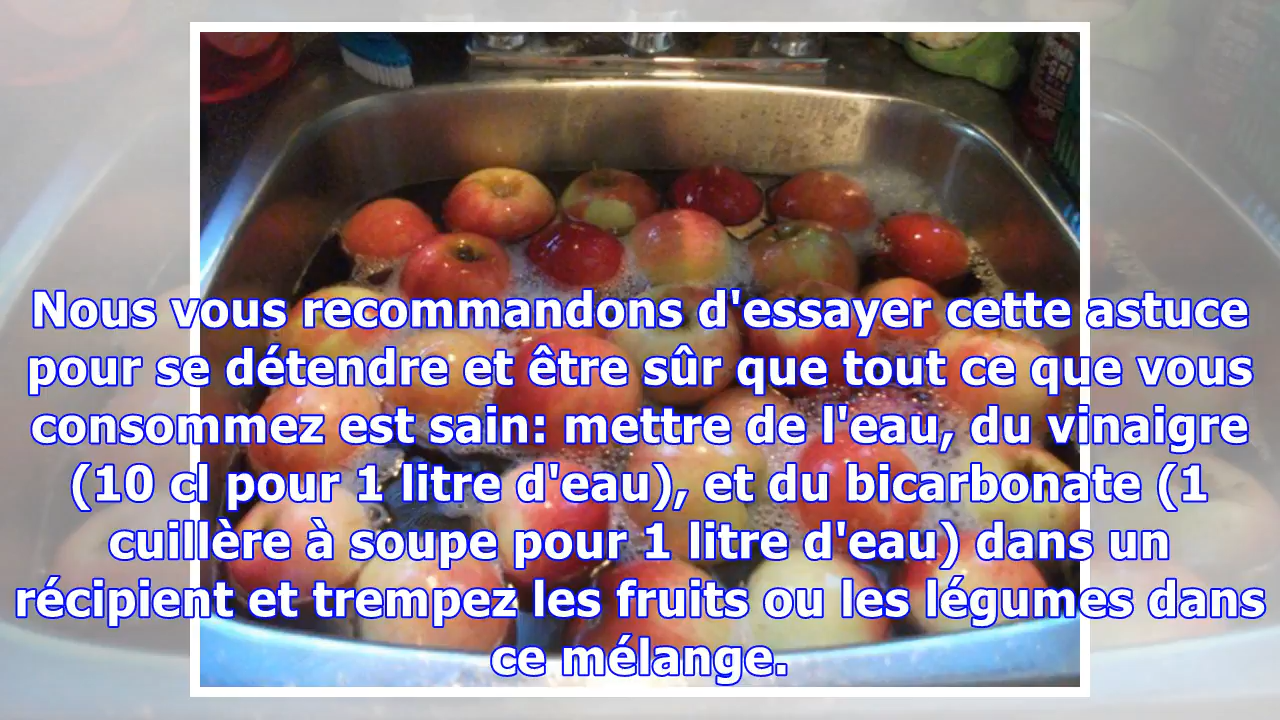 Nous vous recommandons d'essayer cette astuce
pour se détendre et être sûr que tout ce que vous
consommez est sain: mettre de l'eau, du vinaigre
(10 cl pour 1 litre d'eau), et du bicarbonate (1
cuillère à soupe pour 1 litre d'eau) dans un
récipient et trempez les fruits ou les légumes dans
ce mélange.